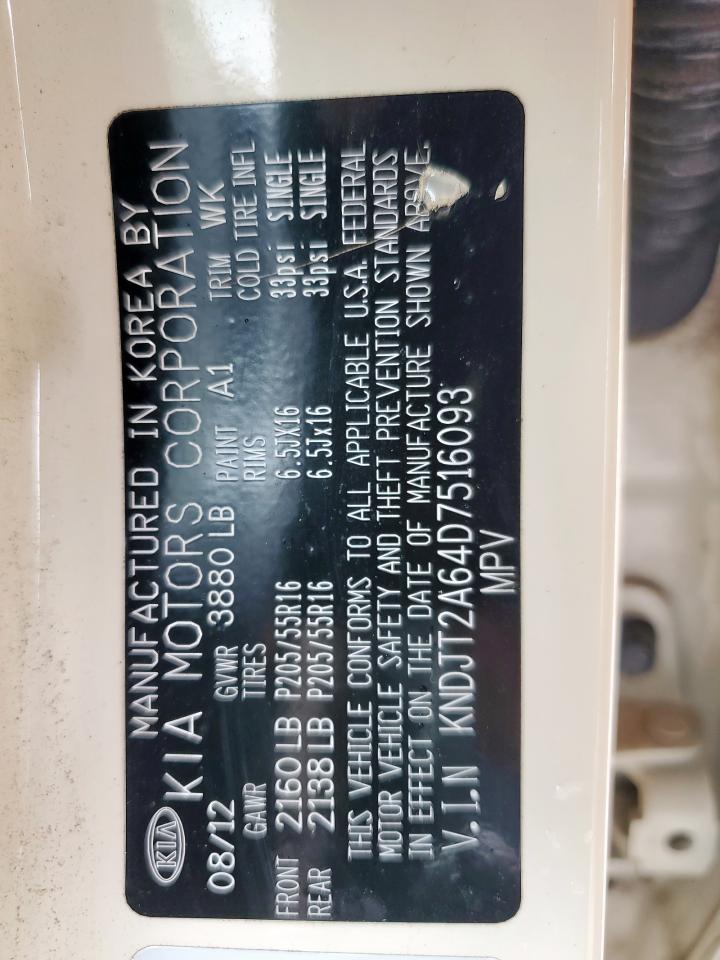 MANUFACTURED IN KOREA BY
KIA KIA MOTORS CORPORATION
08/12 GVWR 3880 LB PAINT A1 TRIM WK
GAWR TIRES RIMS COLD TIRE INFL
FRONT 2160 LB P205/55R16 6.5JX16 33psi SINGLE
REAR 2138 LB P205/55R16 6.5Jx16 33psi SINGLE
THIS VEHICLE CONFORMS TO ALL APPLICABLE U.S.A. FEDERAL
MOTOR VEHICLE SAFETY AND THEFT PREVENTION STANDARDS
IN EFFECT ON THE DATE OF MANUFACTURE SHOWN ABOVE.
V.I.N KNDJT2A64D7516093
MPV